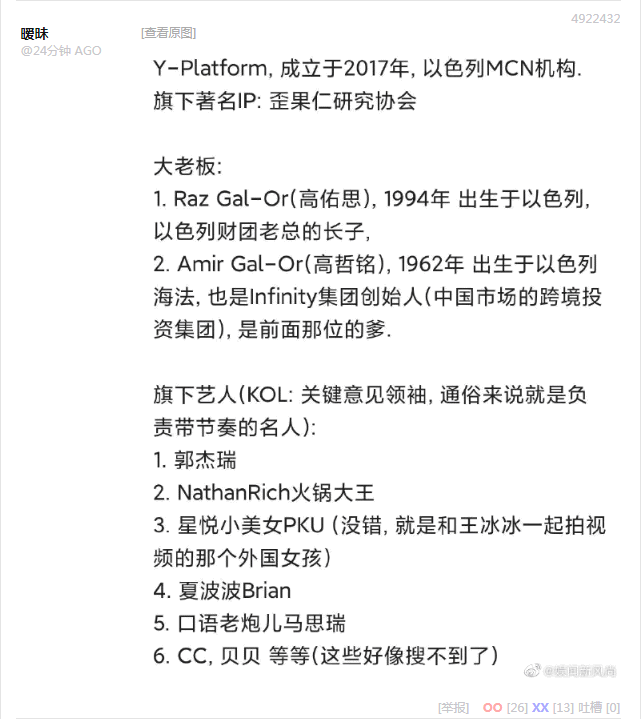 4922432
暧昧
[查看原图]
@24分钟 AGO
Y-Platform, 成立于2017年, 以色列MCN机构.
旗下著名IP: 歪果仁研究协会
大老板:
1. Raz Gal-Or(高佑思), 1994年 出生于以色列,
以色列财团老总的长子,
2. Amir Gal-Or(高哲铭), 1962年 出生于以色列
海法, 也是Infinity集团创始人(中国市场的跨境投
资集团), 是前面那位的爹.
旗下艺人(KOL: 关键意见领袖, 通俗来说就是负
责带节奏的名人):
1. 郭杰瑞
2. NathanRich火锅大王
3. 星悦小美女PKU (没错, 就是和王冰冰一起拍视
频的那个外国女孩)
4. 夏波波Brian
5. 口语老炮儿马思瑞
6. CC, 贝贝 等等(这些好像搜不到了)
[举报] OO [26] XX [13] 吐槽 [0]